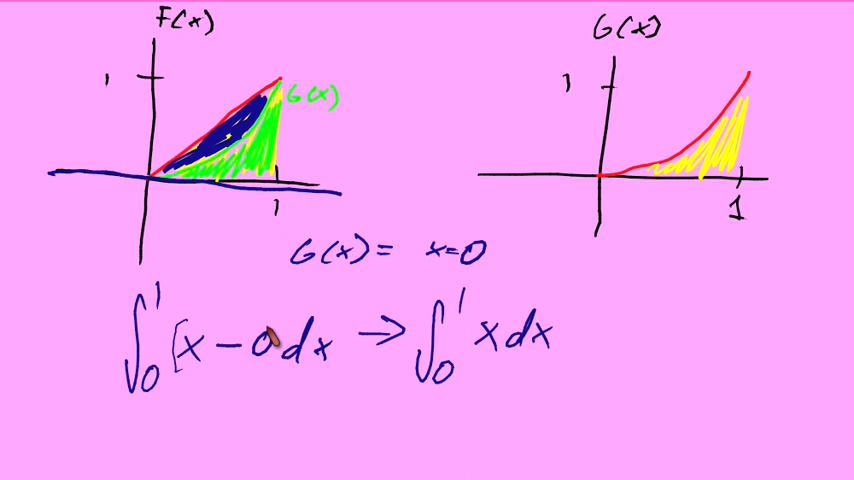 F(x)
G(x)
1
G(x)
1
1
1
G(x) = x=0
∫₀¹ [x - 0 dx → ∫₀¹ x dx